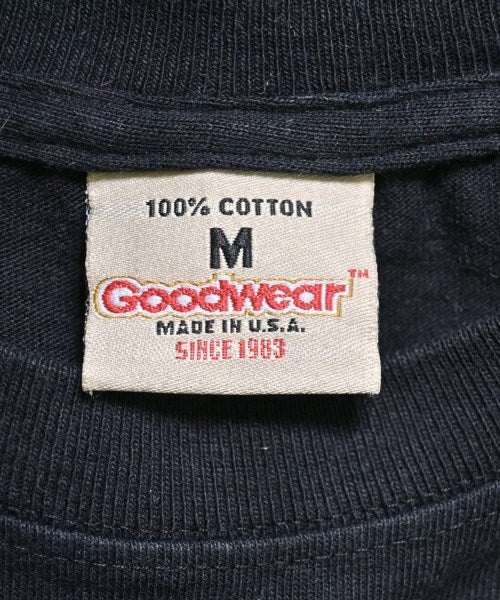 100% COTTON
M
Goodwear™
MADE IN U.S.A.
SINCE 1983